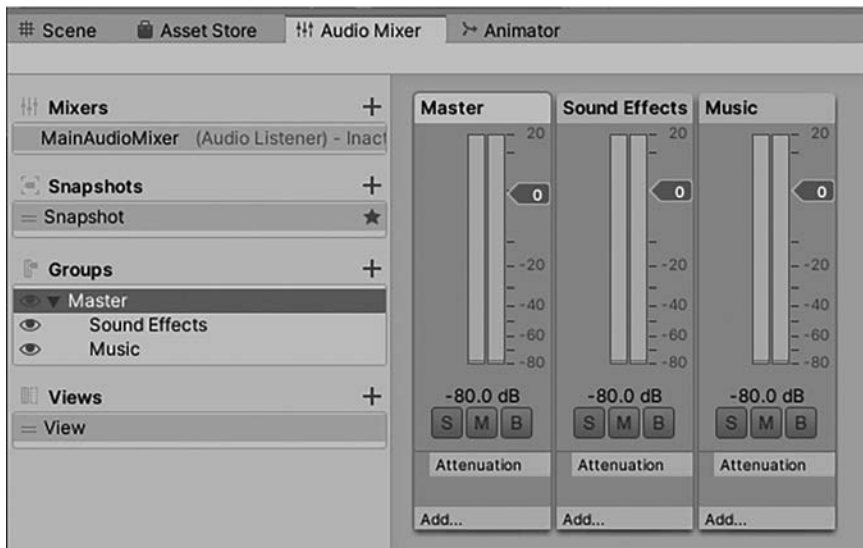 Scene Asset Store Audio Mixer Animator
Mixers
MainAudioMixer (Audio Listener) - Inact
Snapshots
Snapshot
Groups
Master
Sound Effects
Music
Views
View
Master
20
0
-20
-40
-60
-80
-80.0 dB
S M B
Attenuation
Add...
Sound Effects
20
0
-20
-40
-60
-80
-80.0 dB
S M B
Attenuation
Add...
Music
20
0
-20
-40
-60
-80
-80.0 dB
S M B
Attenuation
Add...